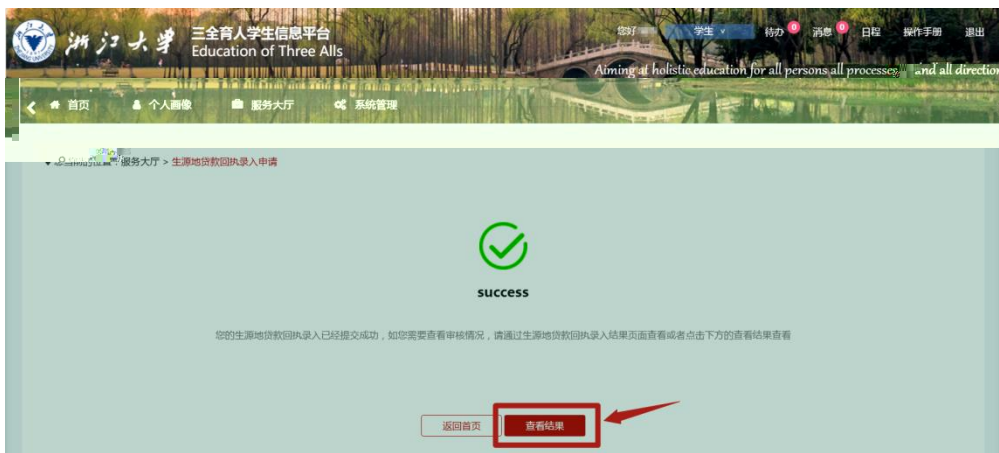 浙江大学
三全育人学生信息平台
Education of Three Alls
您好
学生
待办 0
消息 0
日程
操作手册
退出
Aiming at holistic education for all persons all processes and all direction
首页
个人画像
服务大厅
系统管理
服务大厅 > 生源地贷款回执录入申请
success
您的生源地贷款回执录入已经提交成功，如您需要查看审核情况，请通过生源地贷款回执录入结果页面查看或者点击下方的查看结果查看
返回首页
查看结果